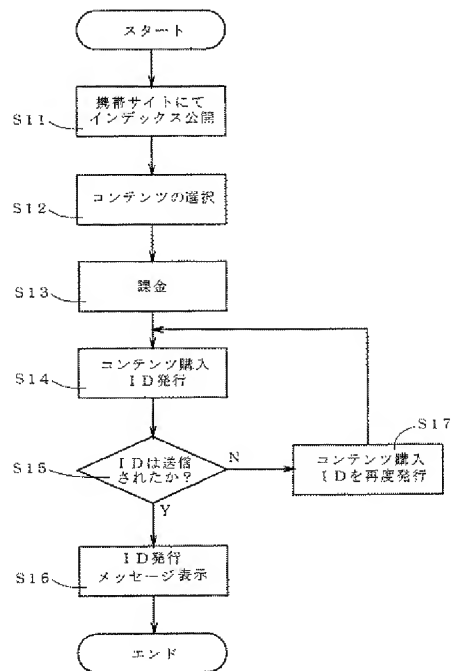 スタート
S11
携帯サイトにて
インデックス公開
S12
コンテンツの選択
S13
課金
S14
コンテンツ購入
ID発行
S17
コンテンツ購入
IDを再度発行
S15
IDは送信
されたか?
N
Y
S16
ID発行
メッセージ表示
エンド